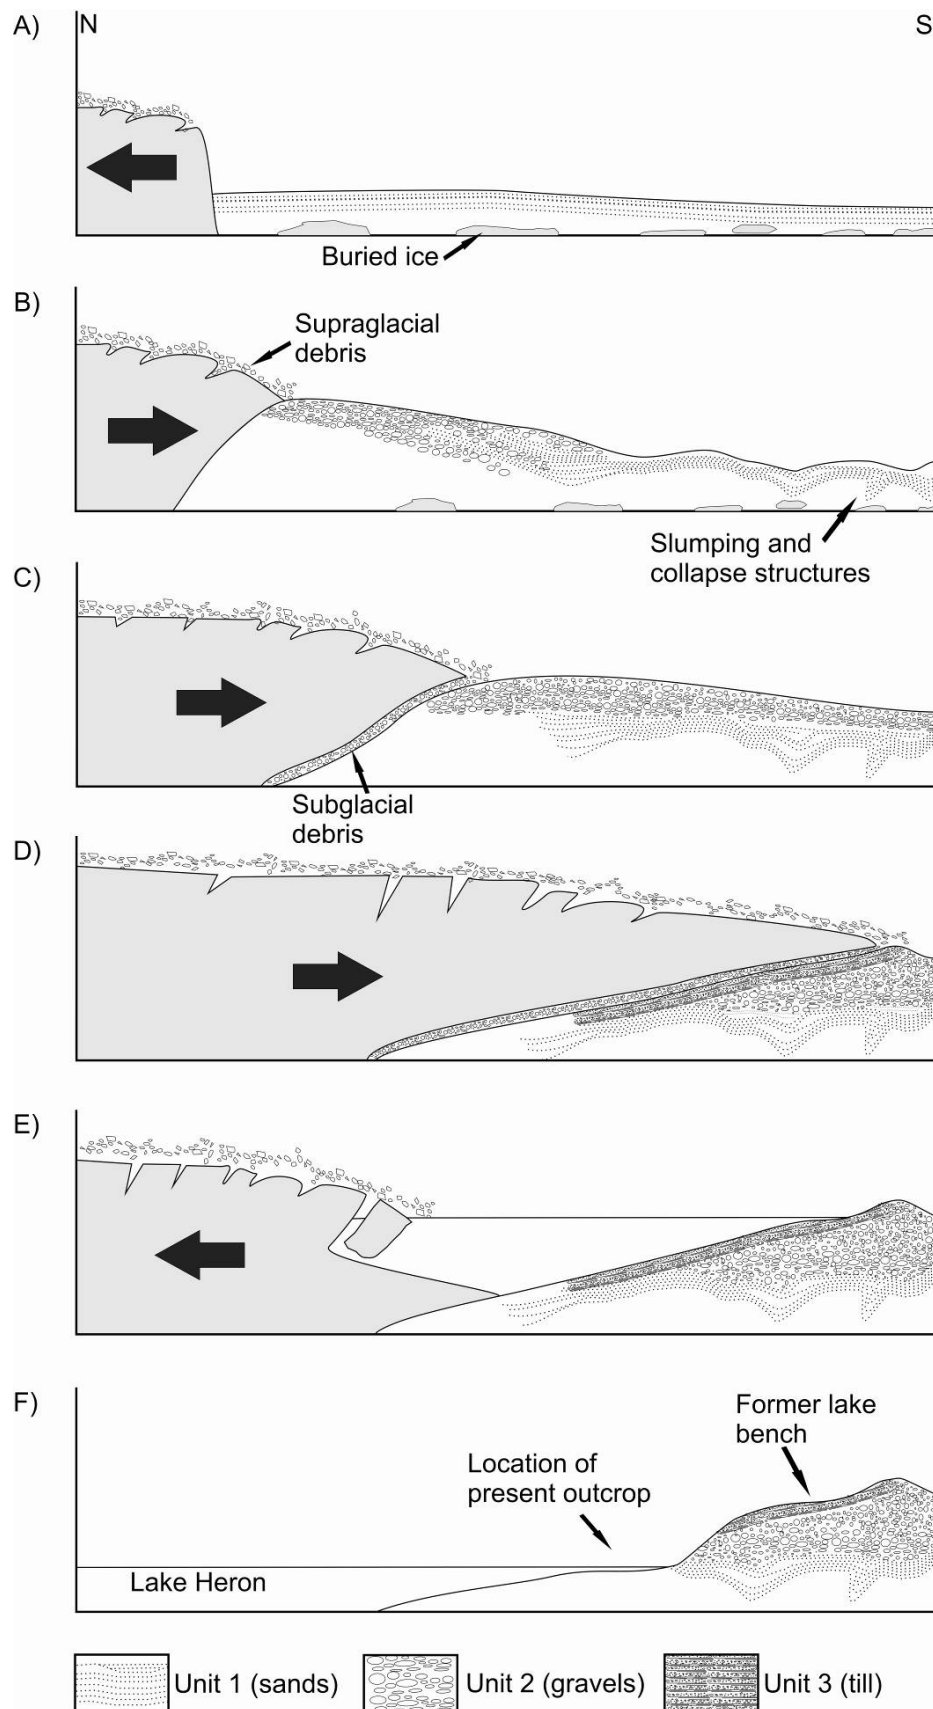 A)
N
S
Buried ice
B)
Supraglacial
debris
Slumping and
collapse structures
C)
Subglacial
debris
D)
E)
F)
Former lake
bench
Location of
present outcrop
Lake Heron
Unit 1 (sands)
Unit 2 (gravels)
Unit 3 (till)